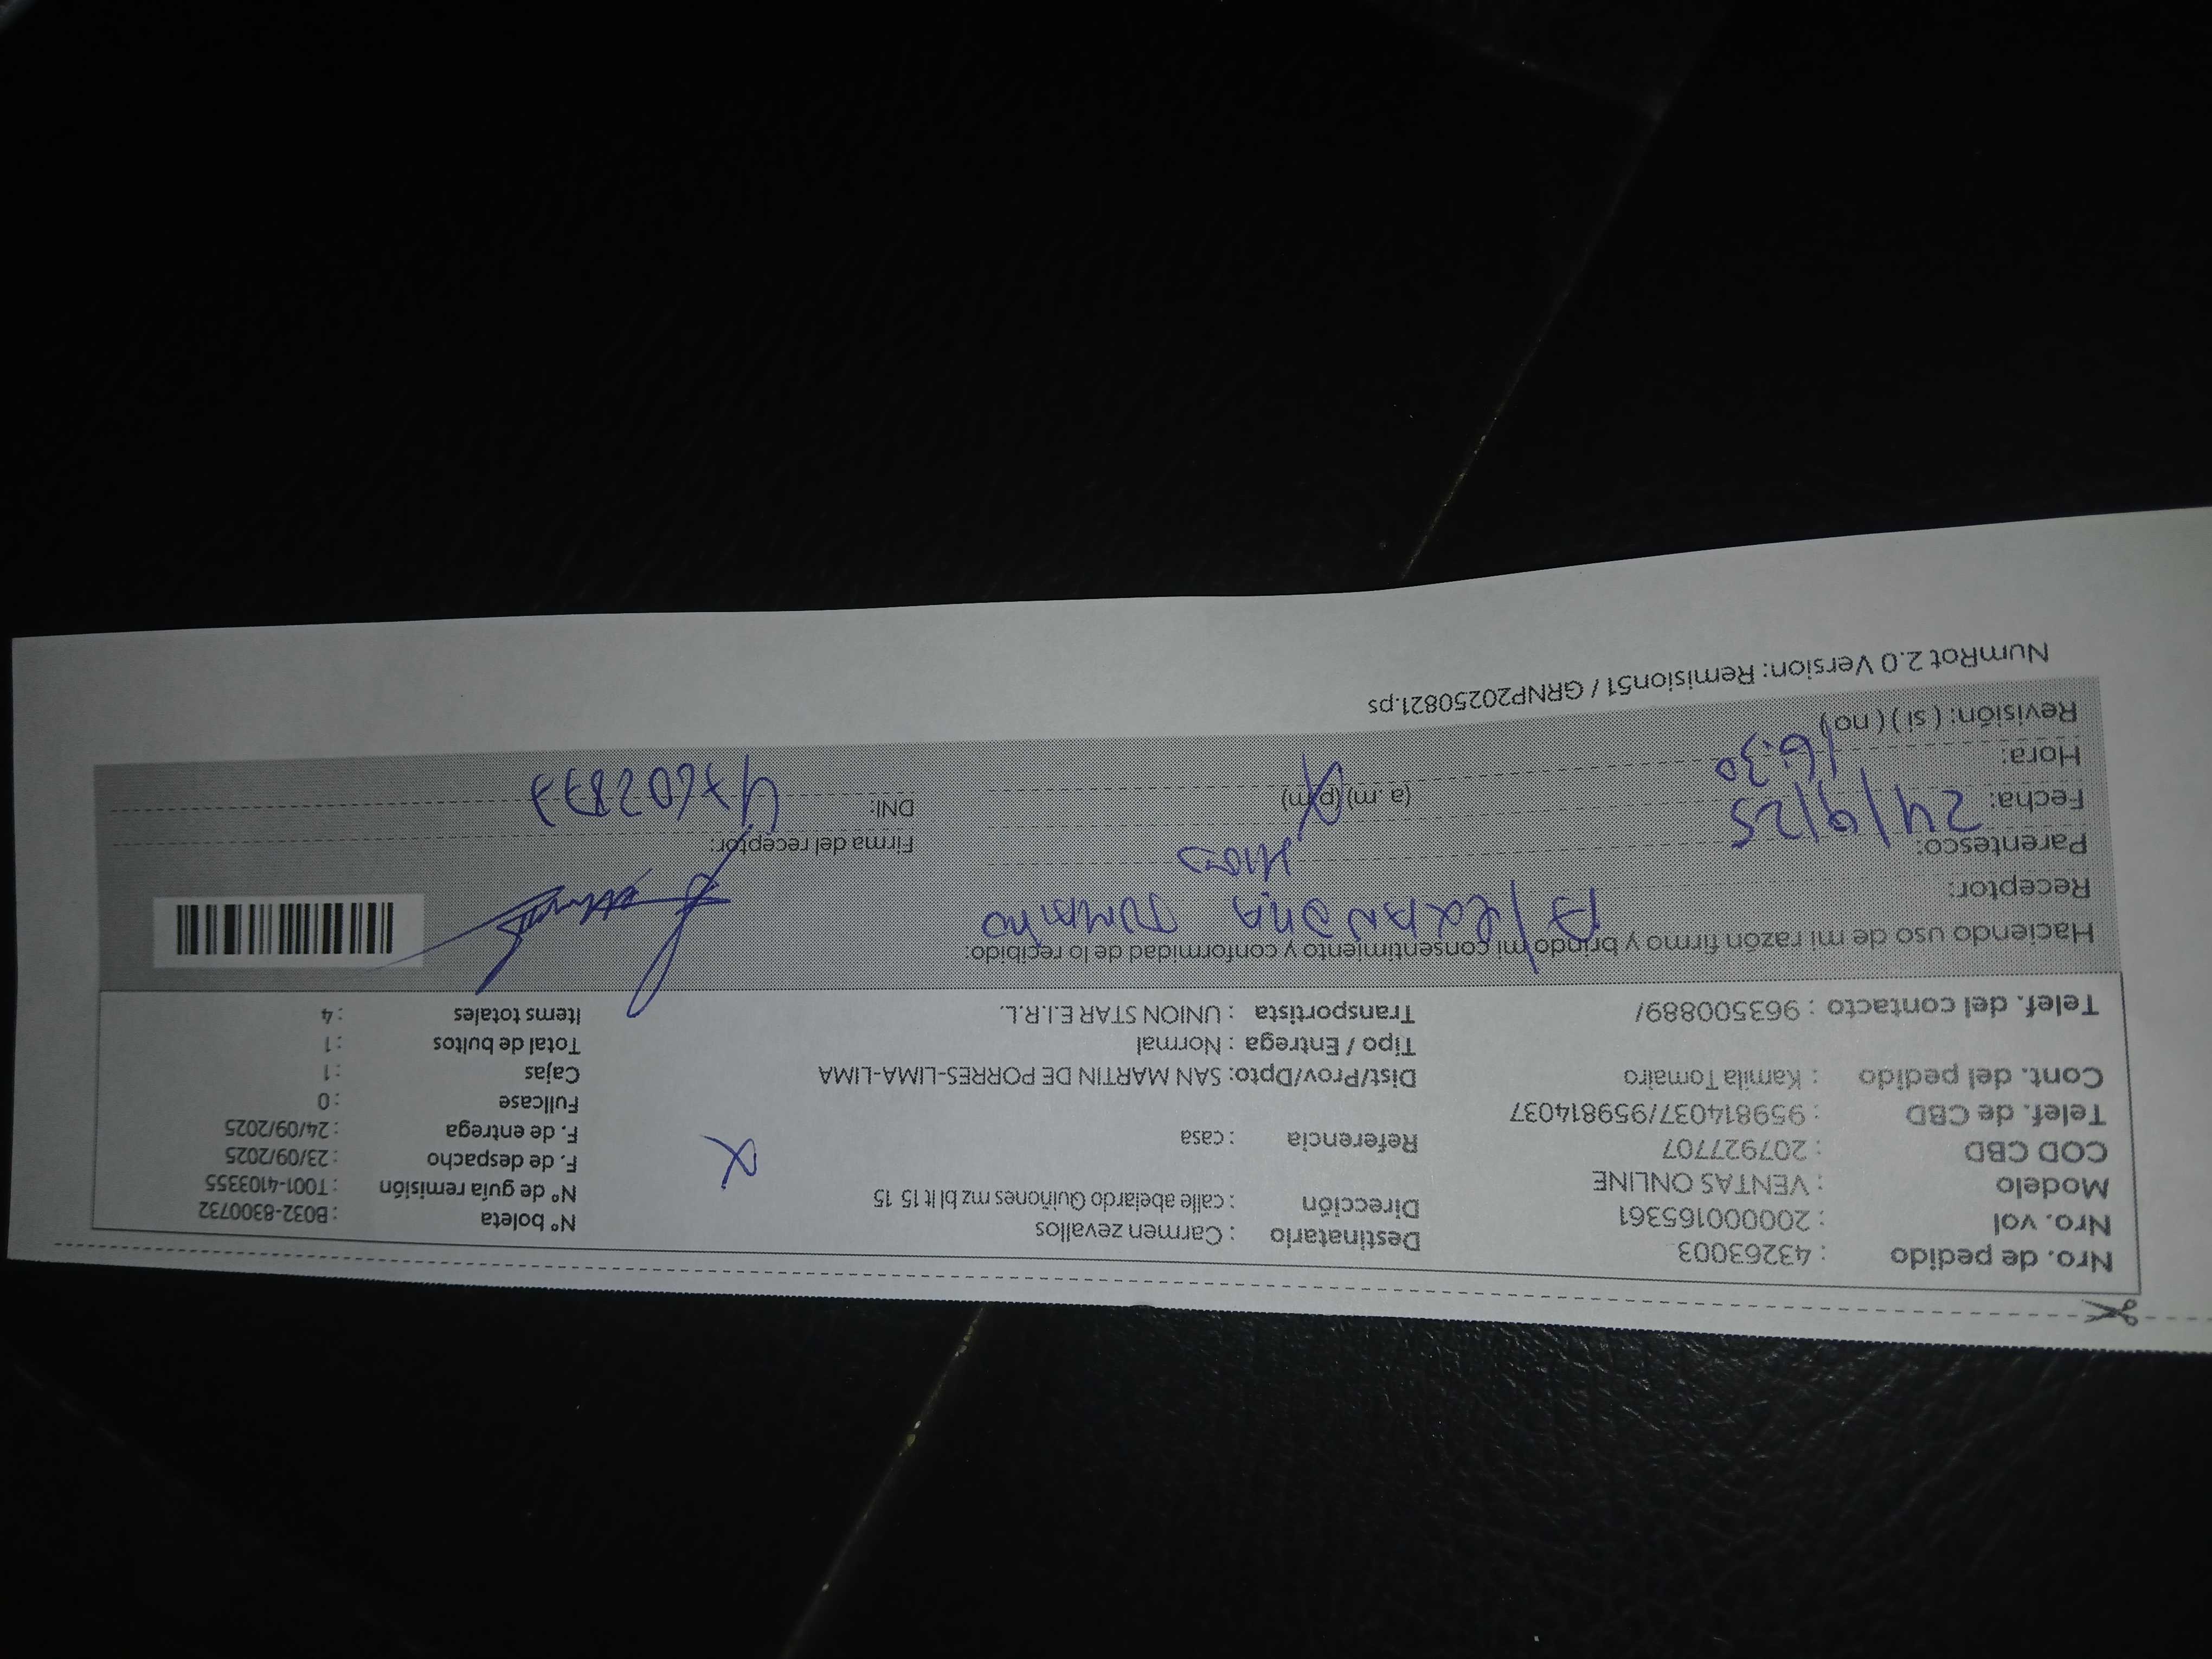 Nro. de pedido : 43263003
Nro. vol : 200000165361
Modelo : VENTAS ONLINE
COD CBD : 207927707
Telef. de CBD : 959814037/959814037
Cont. del pedido : Kamila Tomairo
Telef. del contacto : 963500889/
Destinatario : Carmen zevallos
Dirección : calle abelardo Quiñones mz bl lt 15 15
Referencia : casa
Dist/Prov/Dpto: SAN MARTIN DE PORRES-LIMA-LIMA
Tipo / Entrega : Normal
Transportista : UNION STAR E.I.R.L.
N° boleta : B032-8300732
N° de guía remisión : T001-4103355
F. de despacho : 23/09/2025
F. de entrega : 24/09/2025
Fullcase : 0
Cajas : 1
Total de bultos : 1
Items totales : 4
Haciendo uso de mi razón firmo y brindo mi consentimiento y conformidad de lo recibido:
Receptor:
Parentesco:
Fecha: 24/9/25
Hora: 16:30 (a.m) (p.m)
Revisión: ( si ) ( no )
Firma del receptor:
DNI:
NumRot 2.0 Version: Remision51 / GRNP20250821.ps